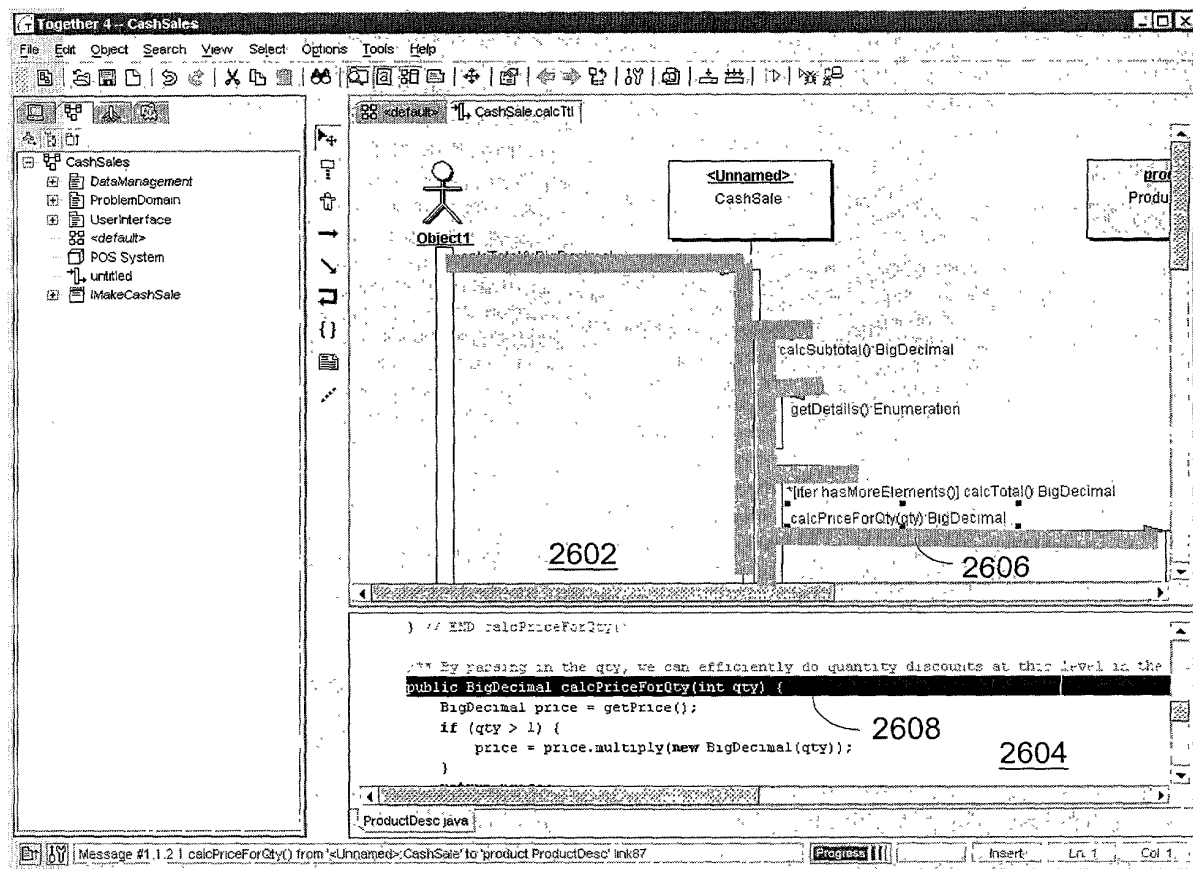 Together 4 -- CashSales
File Edit Object Search View Select Options Tools Help
<default>
CashSale.calcTtl
CashSales
DataManagement
ProblemDomain
UserInterface
<default>
POS System
untitled
IMakeCashSale
Object1
<Unnamed>
CashSale
proc
Produ
calcSubtotal():BigDecimal
getDetails():Enumeration
*[iter hasMoreElements()] calcTotal() BigDecimal
calcPriceForQty(qty):BigDecimal
2602
2606
} // END calcPriceForQty()
/** By parsing in the qty, we can efficiently do quantity discounts at this level in the
public BigDecimal calcPriceForQty(int qty) {
BigDecimal price = getPrice();
if (qty > 1) {
price = price.multiply(new BigDecimal(qty));
}
2608
2604
ProductDesc java
Message #1.1.2 1 calcPriceForQty() from '<Unnamed>:CashSale' to 'product ProductDesc' link87
Progress
Insert
Ln. 1
Col 1